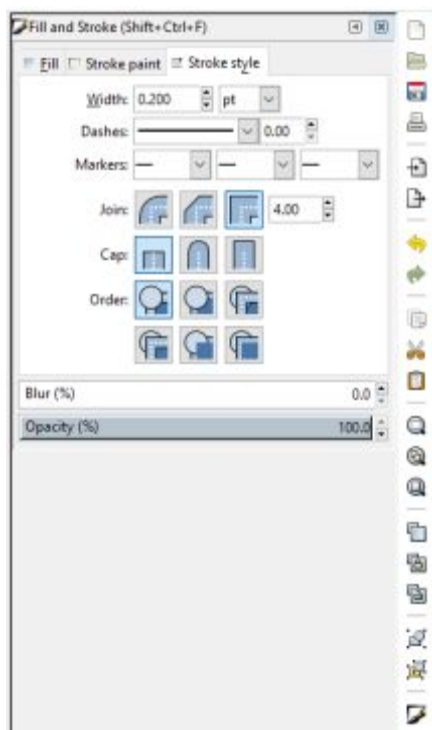 Fill and Stroke (Shift+Ctrl+F)
Fill Stroke paint Stroke style
Width: 0.200 pt
Dashes: 0.00
Markers:
Join: 4.00
Cap:
Order:
Blur (%) 0.0
Opacity (%) 100.0